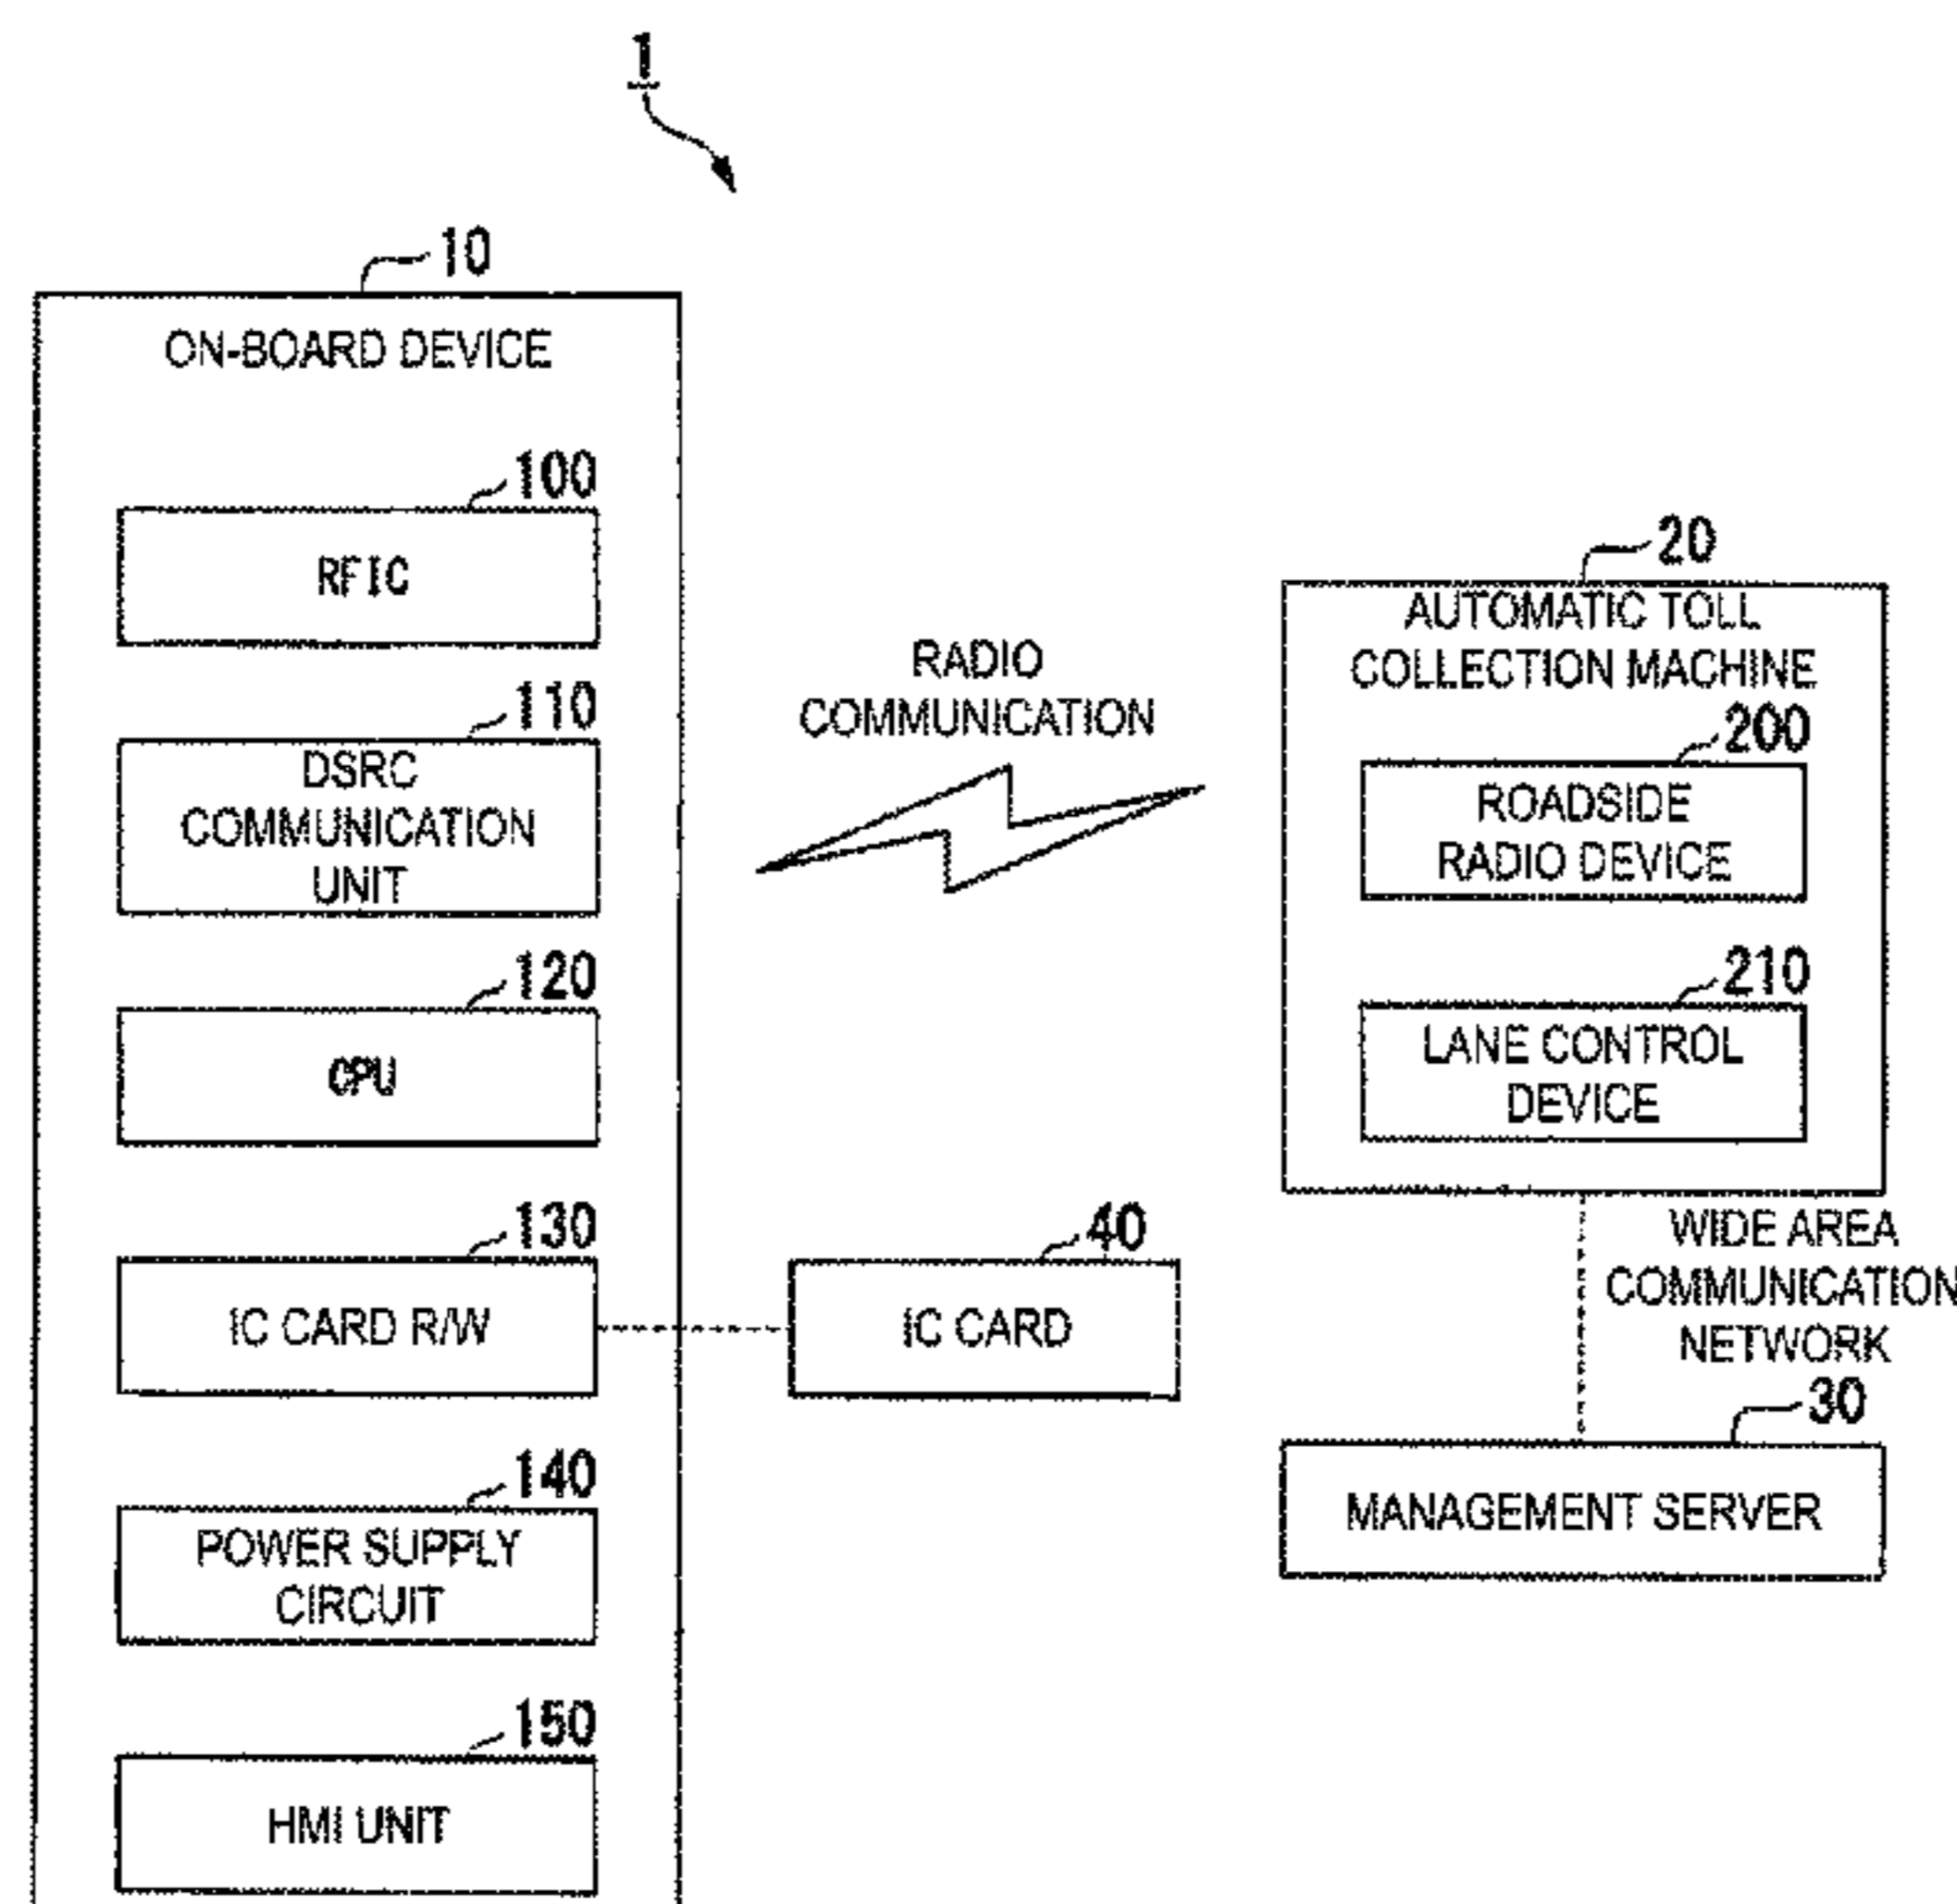 1
10
ON-BOARD DEVICE
100
RFIC
110
DSRC
COMMUNICATION
UNIT
120
CPU
130
IC CARD R/W
140
POWER SUPPLY
CIRCUIT
150
HMI UNIT
RADIO
COMMUNICATION
40
IC CARD
20
AUTOMATIC TOLL
COLLECTION MACHINE
200
ROADSIDE
RADIO DEVICE
210
LANE CONTROL
DEVICE
WIDE AREA
COMMUNICATION
NETWORK
30
MANAGEMENT SERVER